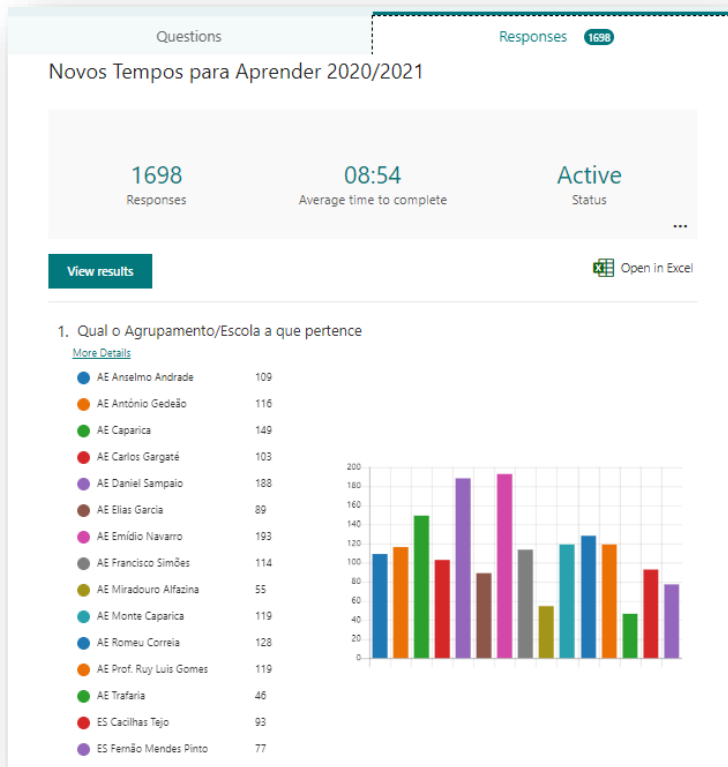 Questions
Responses 1698
Novos Tempos para Aprender 2020/2021
1698
Responses
08:54
Average time to complete
Active
Status
...
View results
Open in Excel
1. Qual o Agrupamento/Escola a que pertence
More Details
AE Anselmo Andrade 109
AE António Gedeão 116
AE Caparica 149
AE Carlos Gargaté 103
AE Daniel Sampaio 188
AE Elias Garcia 89
AE Emídio Navarro 193
AE Francisco Simões 114
AE Miradouro Alfazina 55
AE Monte Caparica 119
AE Romeu Correia 128
AE Prof. Ruy Luis Gomes 119
AE Trafaria 46
ES Cacilhas Tejo 93
ES Fernão Mendes Pinto 77
200
180
160
140
120
100
80
60
40
20
0